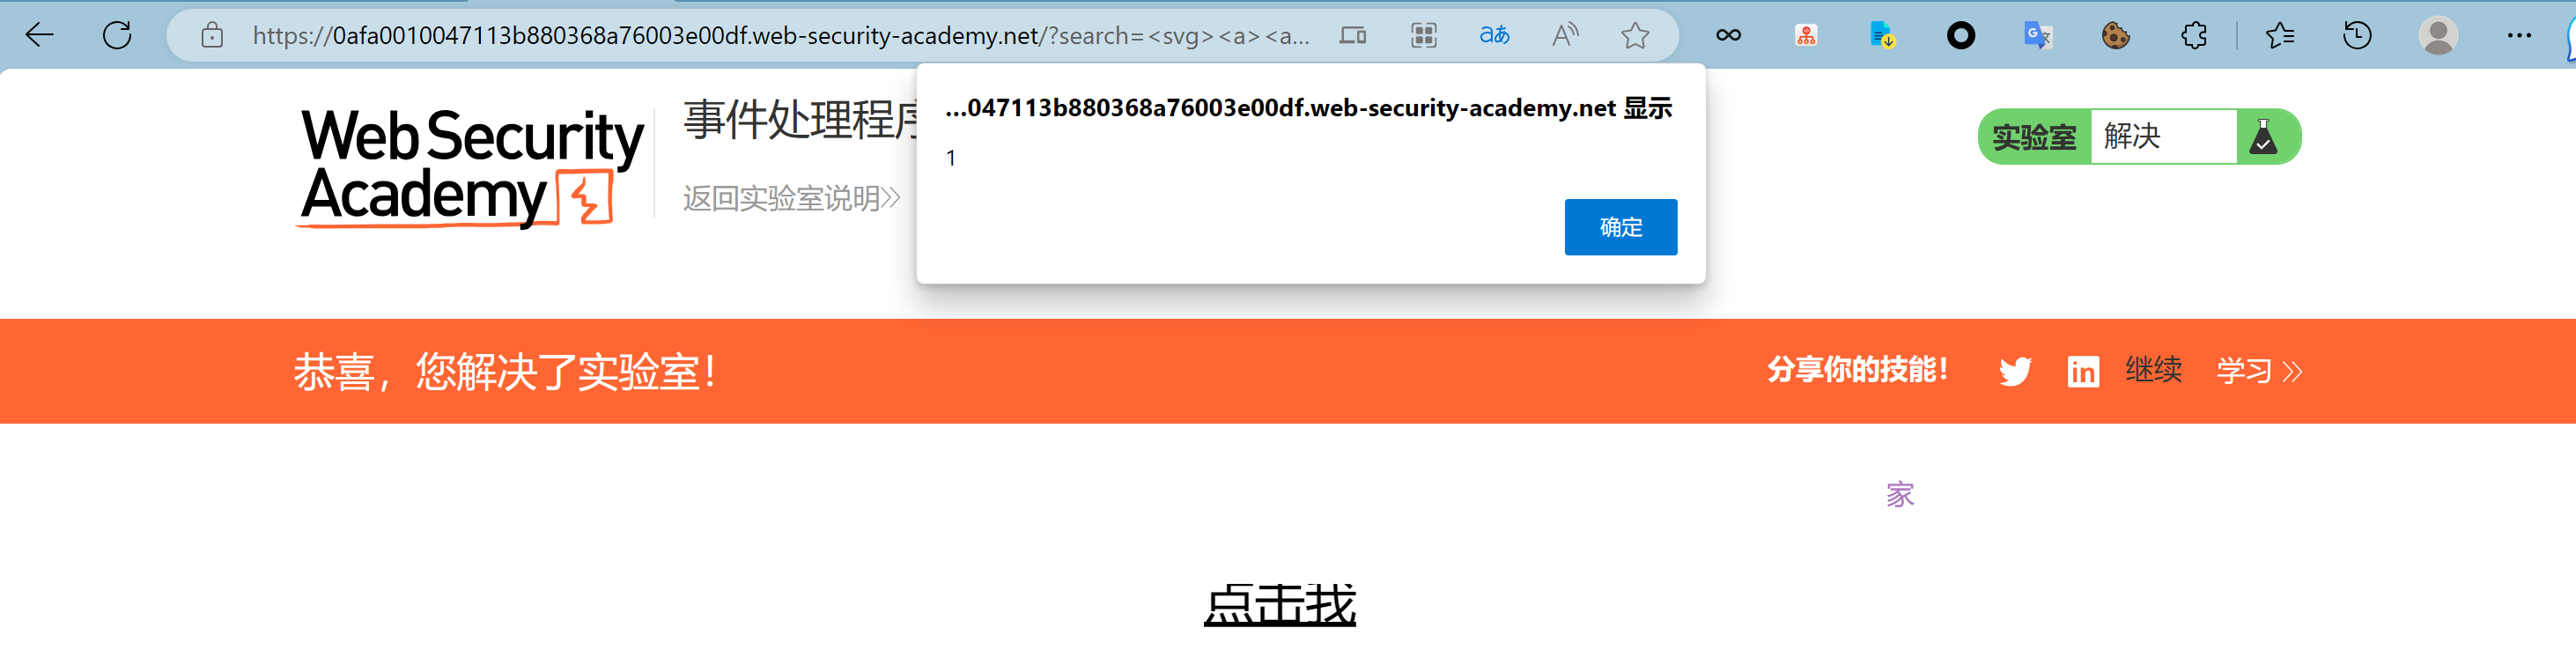 https://0afa0010047113b880368a76003e00df.web-security-academy.net/?search=<svg><a><a...
...047113b880368a76003e00df.web-security-academy.net 显示
1
确定
Web Security
Academy
事件处理程序
返回实验室说明
实验室 解决
恭喜，您解决了实验室！
分享你的技能！ 继续 学习
家
点击我